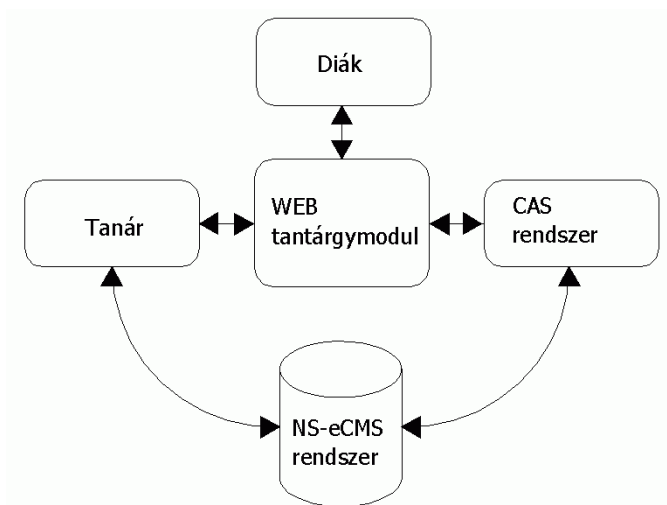 Diák
Tanár
WEB
tantárgymodul
CAS
rendszer
NS-eCMS
rendszer